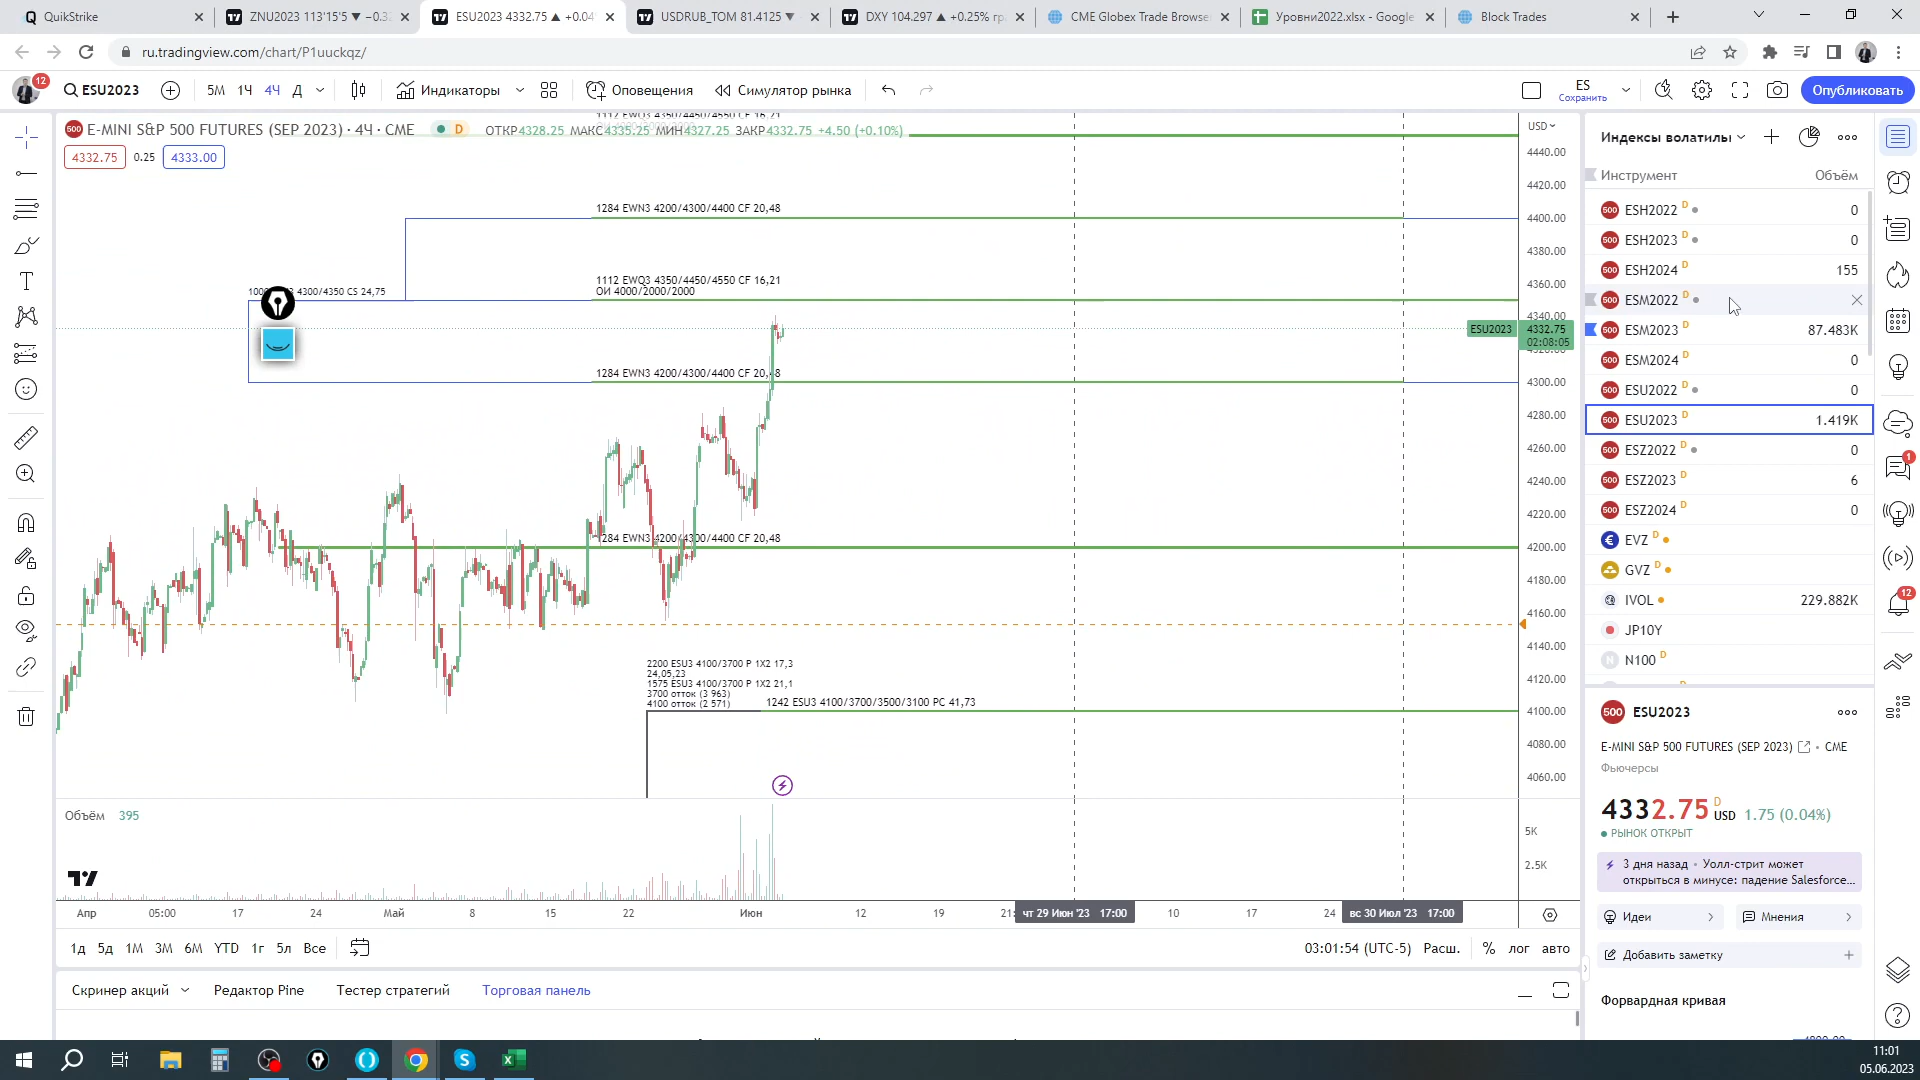 QuikStrike
ZNU2023 113'15'5 ▼ −0.3
ESU2023 4332.75 ▲ +0.04
USDRUB_TOM 81.4125 ▼
DXY 104.297 ▲ +0.25% гр
CME Globex Trade Browse
Уровни2022.xlsx - Google
Block Trades
ru.tradingview.com/chart/P1uuckqz/
12
ESU2023
5М 1Ч 4Ч Д
Индикаторы
Оповещения
Симулятор рынка
ES
Сохранить
Опубликовать
E-MINI S&P 500 FUTURES (SEP 2023) · 4Ч · CME
D
ОТКР4328.25 МАКС4335.25 МИН4327.25 ЗАКР4332.75 +4.50 (+0.10%)
4332.75 0.25 4333.00
1284 EWN3 4200/4300/4400 CF 20,48
1112 EWQ3 4350/4450/4550 CF 16,21
ОИ 4000/2000/2000
4300/4350 CS 24,75
1284 EWN3 4200/4300/4400 CF 20,48
1284 EWN3 4200/4300/4400 CF 20,48
2200 ESU3 4100/3700 P 1X2 17,3
24,05,23
1575 ESU3 4100/3700 P 1X2 21,1
3700 отток (3 963)
4100 отток (2 571)
1242 ESU3 4100/3700/3500/3100 PC 41,73
USD
4440.00
4420.00
4400.00
4380.00
4360.00
4340.00
ESU2023 4332.75
02:08:05
4300.00
4280.00
4260.00
4240.00
4220.00
4200.00
4180.00
4160.00
4140.00
4120.00
4100.00
4080.00
4060.00
Объём 395
5K
2.5K
Апр 05:00 17 24 Май 8 15 22 Июн 12 19 21: чт 29 Июн '23 17:00 10 17 24 вс 30 Июл '23 17:00
1д 5д 1М 3М 6М YTD 1г 5л Все
03:01:54 (UTC-5) Расш. % лог авто
Скринер акций
Редактор Pine
Тестер стратегий
Торговая панель
Индексы волатиль
Инструмент Объём
ESH2022 D 0
ESH2023 D 0
ESH2024 D 155
ESM2022 D
ESM2023 D 87.483K
ESM2024 D 0
ESU2022 D 0
ESU2023 D 1.419K
ESZ2022 D 0
ESZ2023 D 6
ESZ2024 D 0
EVZ D
GVZ D
IVOL 229.882K
JP10Y
N100 D
ESU2023
E-MINI S&P 500 FUTURES (SEP 2023) • CME
Фьючерсы
4332.75 D USD 1.75 (0.04%)
РЫНОК ОТКРЫТ
3 дня назад • Уолл-стрит может
открыться в минусе: падение Salesforce...
Идеи
Мнения
Добавить заметку
Форвардная кривая
1
12
11:01
05.06.2023